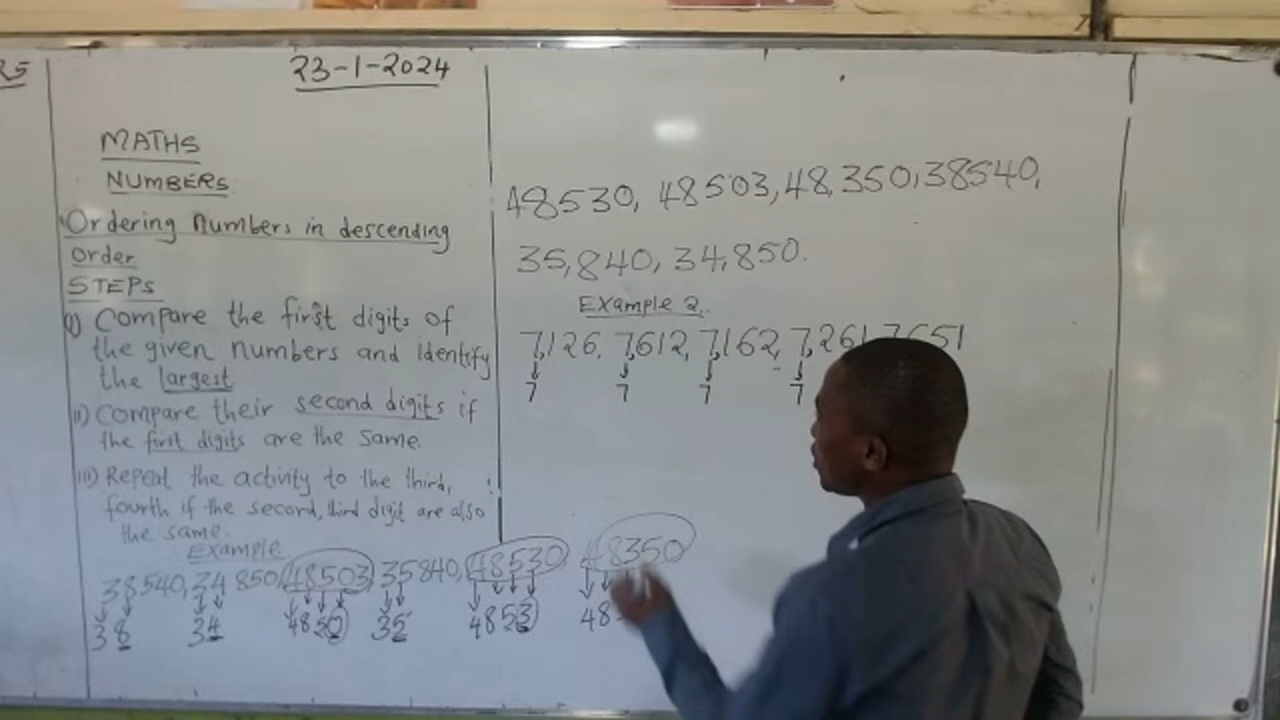 25
23-1-2024
MATHS
NUMBERS
Ordering numbers in descending
order
STEPS
i) Compare the first digits of
the given numbers and identify
the largest
ii) Compare their second digits if
the first digits are the same.
iii) Repeat the activity to the third,
fourth if the second, third digit are also
the same.
Example
38540, 34 850, 48503, 35 840, 48530, 48350
38 34 4850 35 4853 48
48530, 48503, 48,350, 38540,
35,840, 34,850.
Example 2.
7,126, 7,612, 7,162, 7,261 7651
7 7 7 7